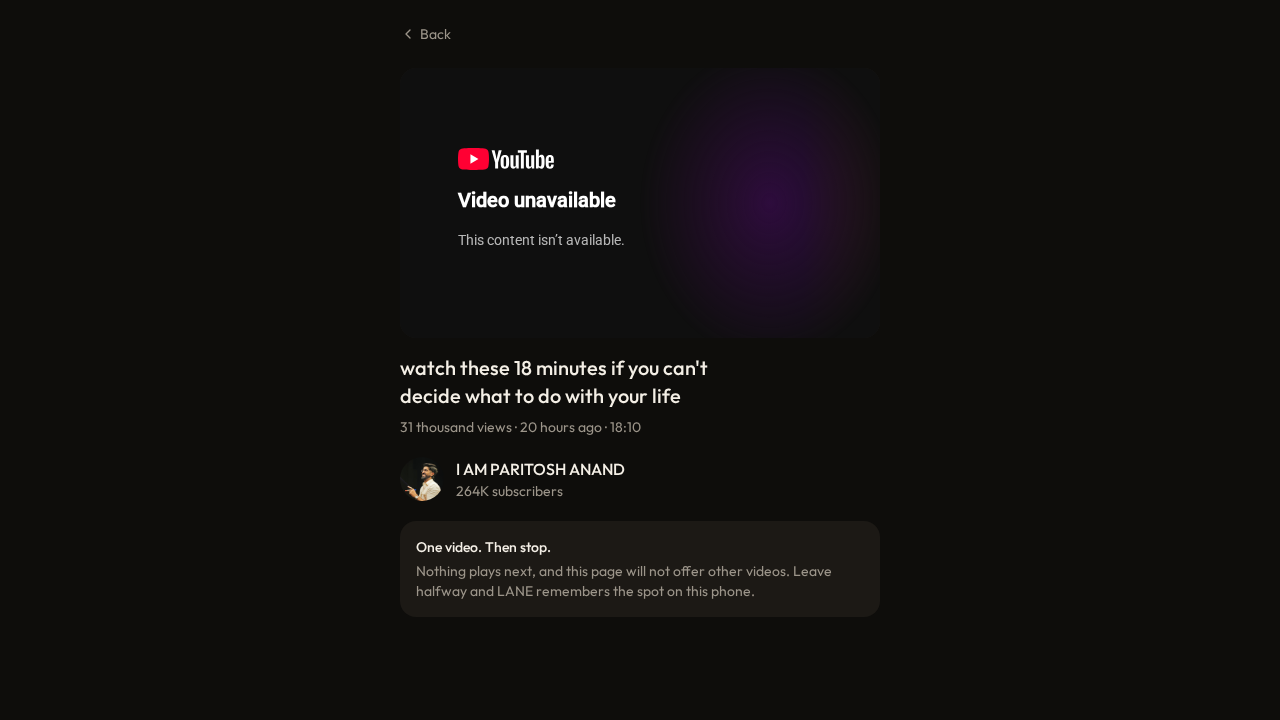 Back
YouTube
Video unavailable
This content isn’t available.
watch these 18 minutes if you can't
decide what to do with your life
31 thousand views · 20 hours ago · 18:10
I AM PARITOSH ANAND
264K subscribers
One video. Then stop.
Nothing plays next, and this page will not offer other videos. Leave
halfway and LANE remembers the spot on this phone.